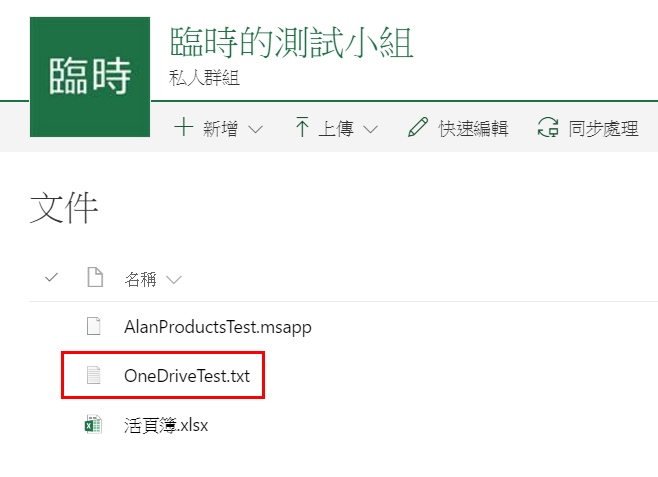 臨時
臨時的測試小組
私人群組
新增 上傳 快速編輯 同步處理
文件
名稱
AlanProductsTest.msapp
OneDriveTest.txt
活頁簿.xlsx